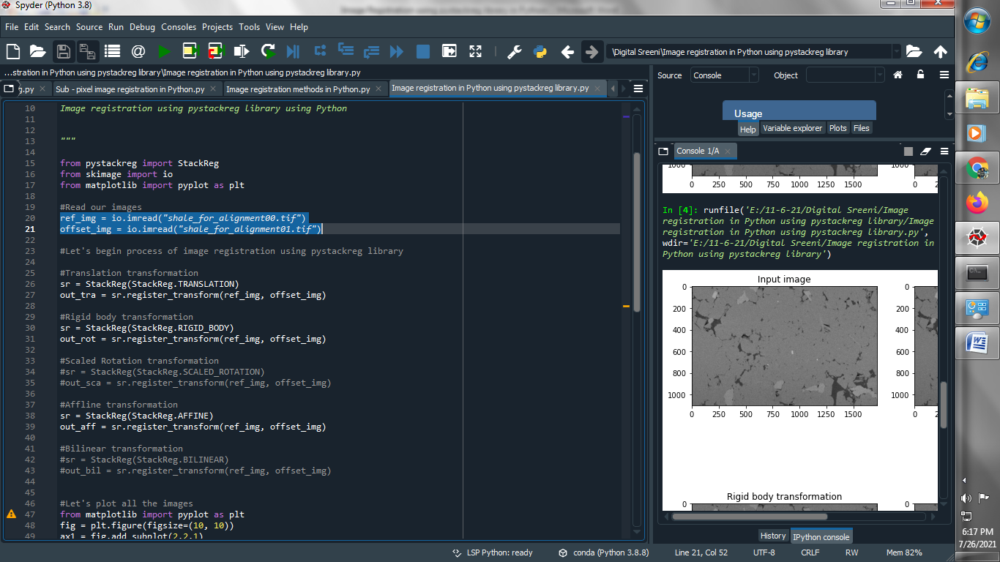 Spyder (Python 3.8)
File Edit Search Source Run Debug Consoles Projects Tools View Help
\Digital Sreeni\Image registration in Python using pystackreg library
...stration in Python using pystackreg library\Image registration in Python using pystackreg library.py
g.py Sub - pixel image registration in Python.py Image registration methods in Python.py Image registration in Python using pystackreg library.py
10 Image registration using pystackreg library using Python
11
12
13 """
14
15 from pystackreg import StackReg
16 from skimage import io
17 from matplotlib import pyplot as plt
18
19 #Read our images
20 ref_img = io.imread("shale_for_alignment00.tif")
21 offset_img = io.imread("shale_for_alignment01.tif")
22
23 #Let's begin process of image registration using pystackreg library
24
25 #Translation transformation
26 sr = StackReg(StackReg.TRANSLATION)
27 out_tra = sr.register_transform(ref_img, offset_img)
28
29 #Rigid body transformation
30 sr = StackReg(StackReg.RIGID_BODY)
31 out_rot = sr.register_transform(ref_img, offset_img)
32
33 #Scaled Rotation transformation
34 #sr = StackReg(StackReg.SCALED_ROTATION)
35 #out_sca = sr.register_transform(ref_img, offset_img)
36
37 #Affline transformation
38 sr = StackReg(StackReg.AFFINE)
39 out_aff = sr.register_transform(ref_img, offset_img)
40
41 #Bilinear transformation
42 #sr = StackReg(StackReg.BILINEAR)
43 #out_bil = sr.register_transform(ref_img, offset_img)
44
45
46 #Let's plot all the images
47 from matplotlib import pyplot as plt
48 fig = plt.figure(figsize=(10, 10))
49 ax1 = fig.add_subplot(2,2,1)
Source Console Object
Usage
Help Variable explorer Plots Files
Console 1/A
1000 1000
0 250 500 750 1000 1250 1500 0
In [4]: runfile('E:/11-6-21/Digital Sreeni/Image
registration in Python using pystackreg library/Image
registration in Python using pystackreg library.py',
wdir='E:/11-6-21/Digital Sreeni/Image registration in
Python using pystackreg library')
Input image
0 0
200 200
400 400
600 600
800 800
1000 1000
0 250 500 750 1000 1250 1500 0
Rigid body transformation
0 0
History IPython console
LSP Python: ready conda (Python 3.8.8) Line 21, Col 52 UTF-8 CRLF RW Mem 82%
6:17 PM
7/26/2021